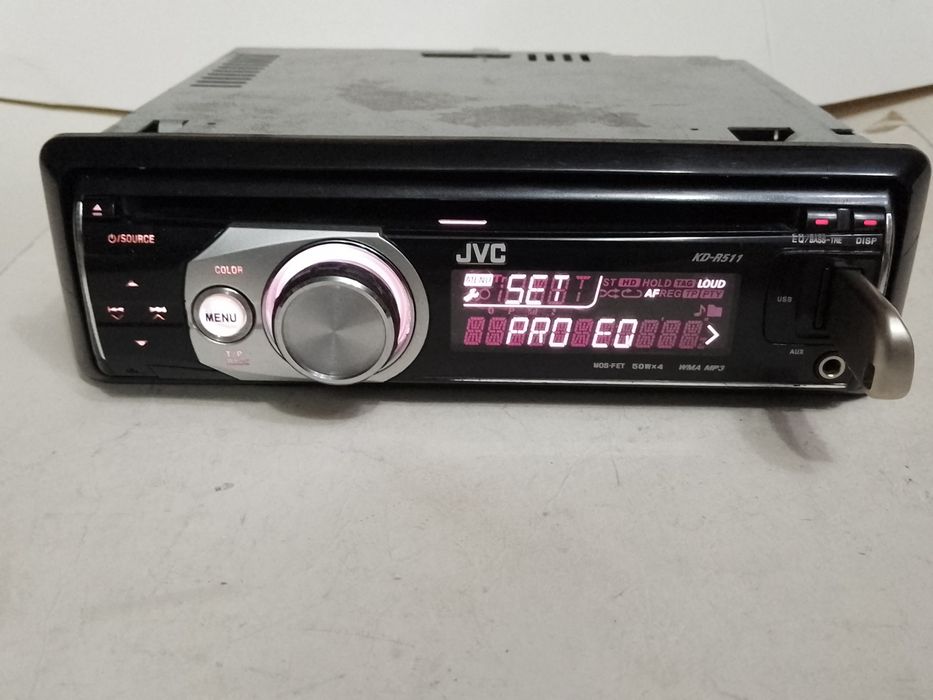 ⏻/SOURCE
COLOR
MENU
T/P
JVC
KD-R511
EQ/BASS-TRE
DISP
MENU
SET
ST HD HOLD TAG LOUD
AF REG TP PTY
PRO EQ >
MOS-FET 50W×4 WMA MP3
USB
AUX